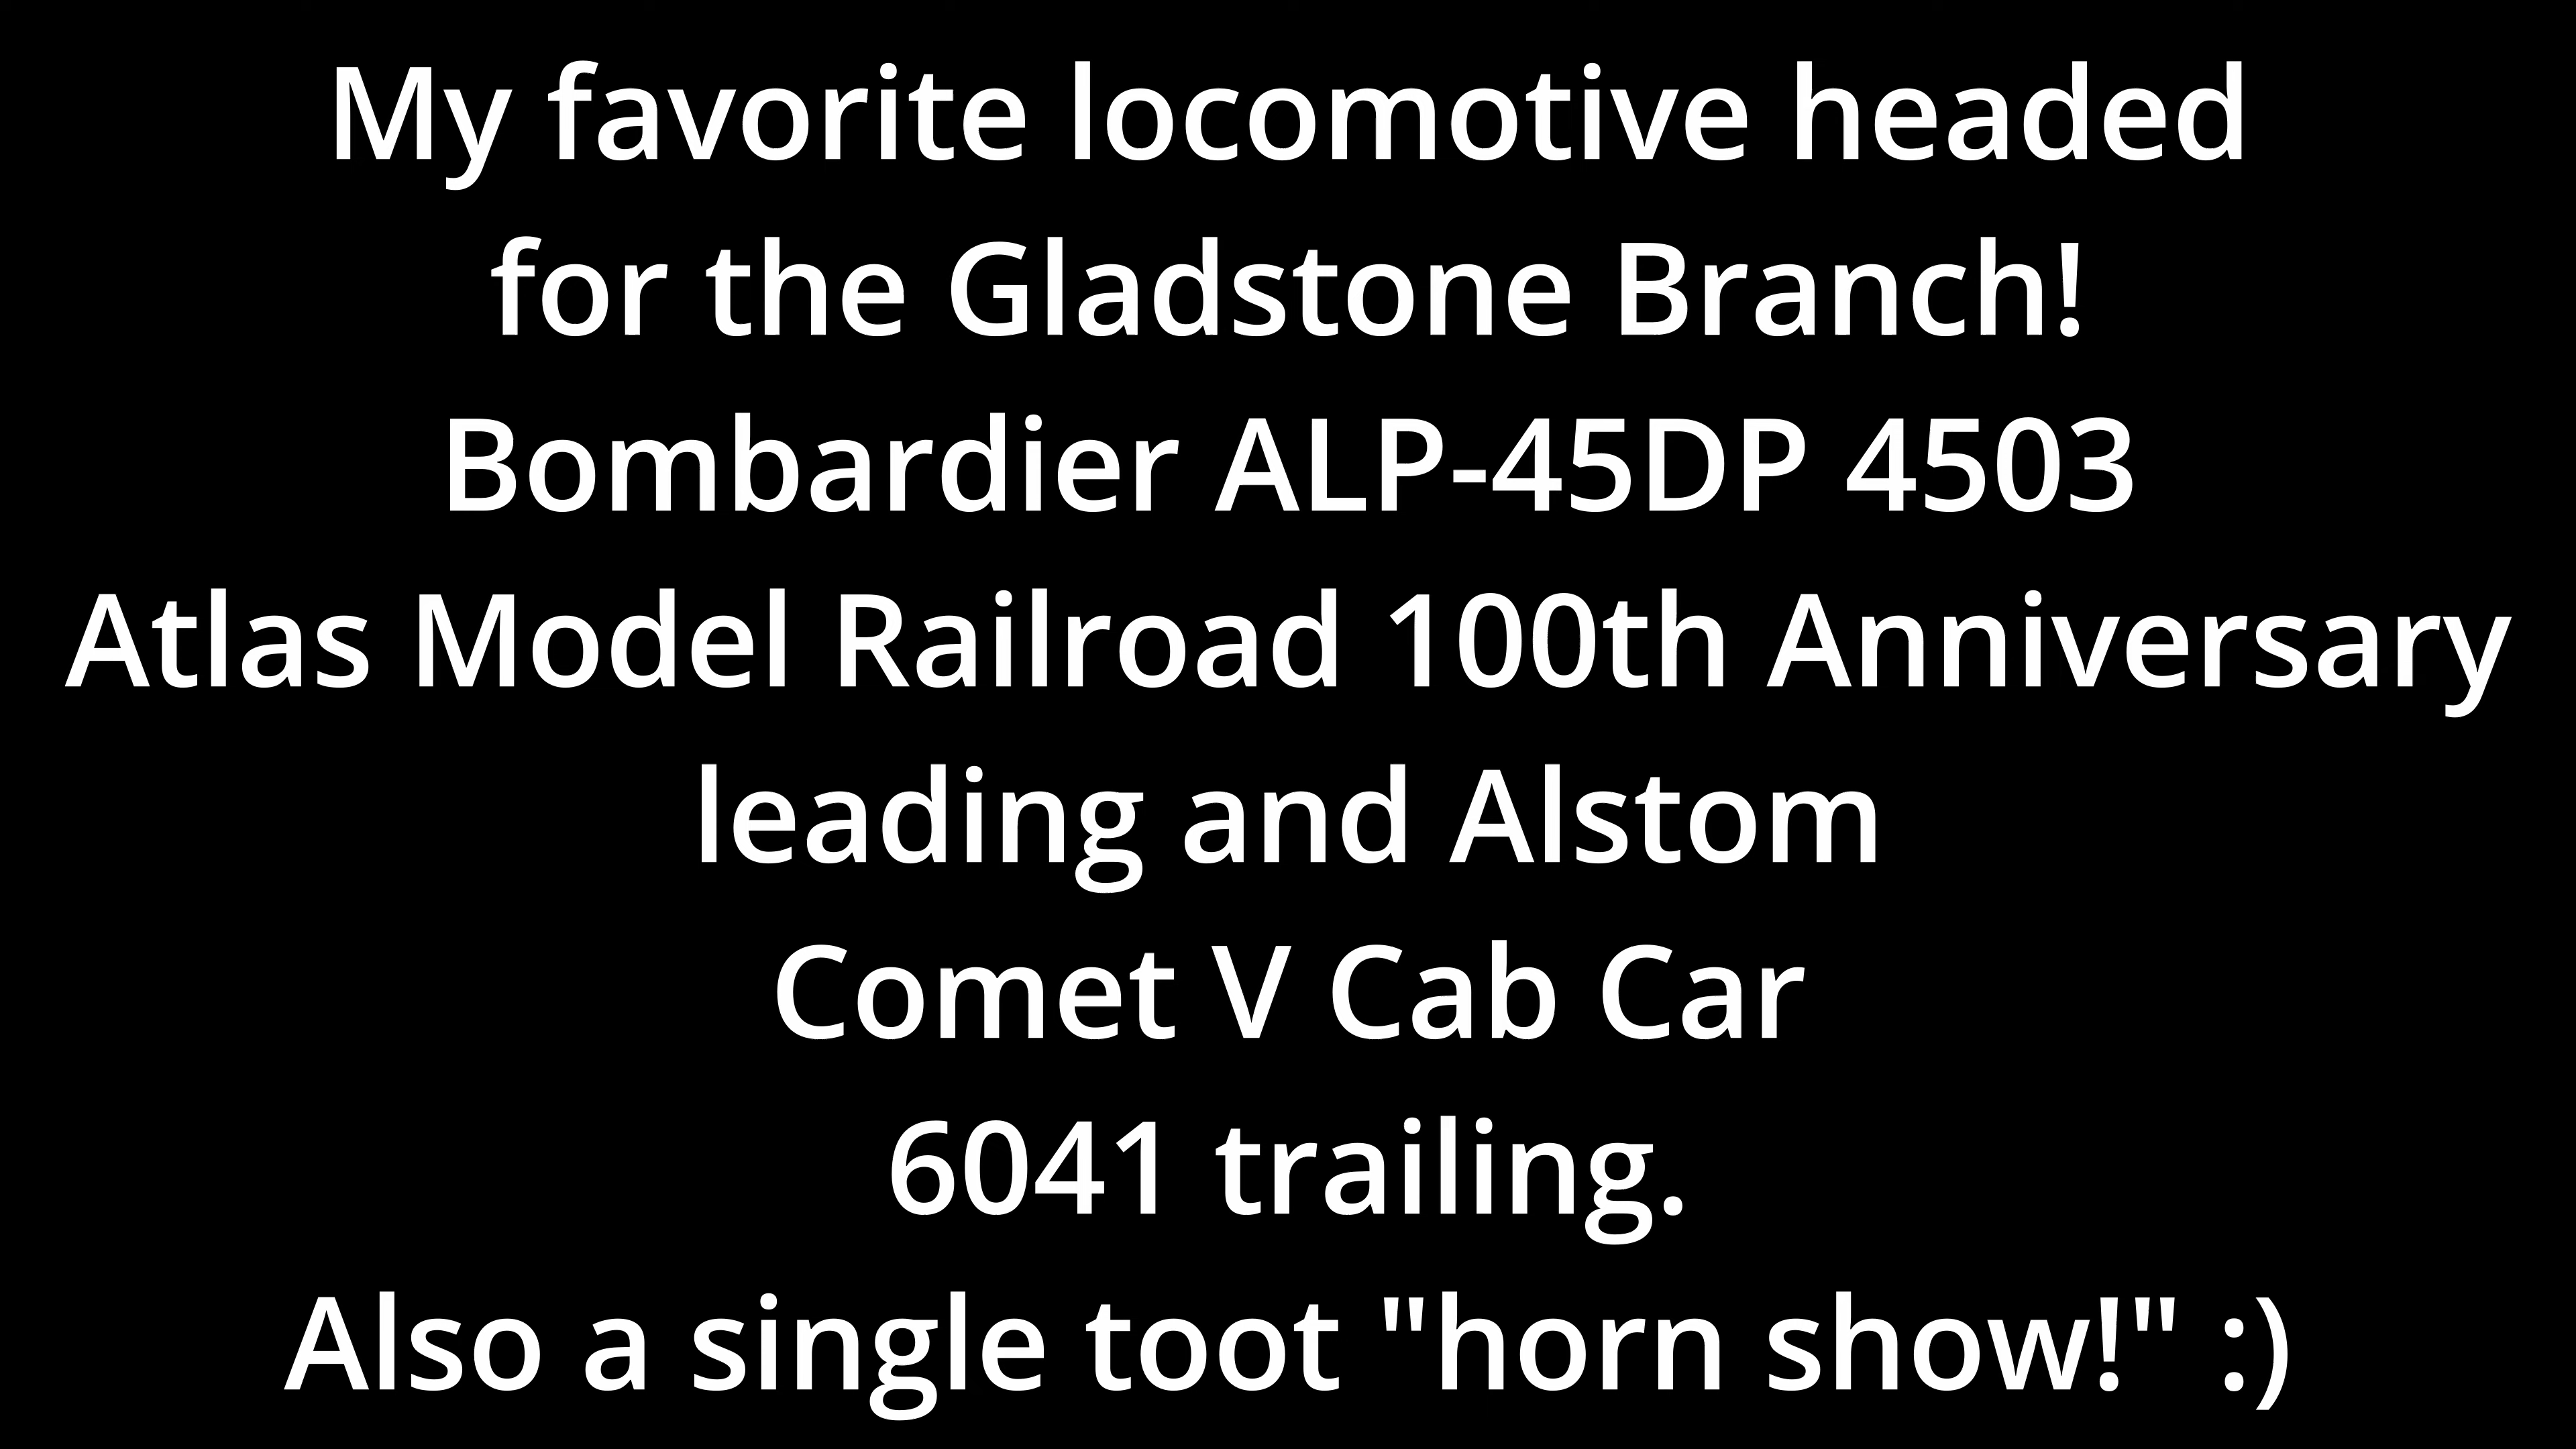 My favorite locomotive headed
for the Gladstone Branch!
Bombardier ALP-45DP 4503
Atlas Model Railroad 100th Anniversary
leading and Alstom
Comet V Cab Car
6041 trailing.
Also a single toot "horn show!" :)